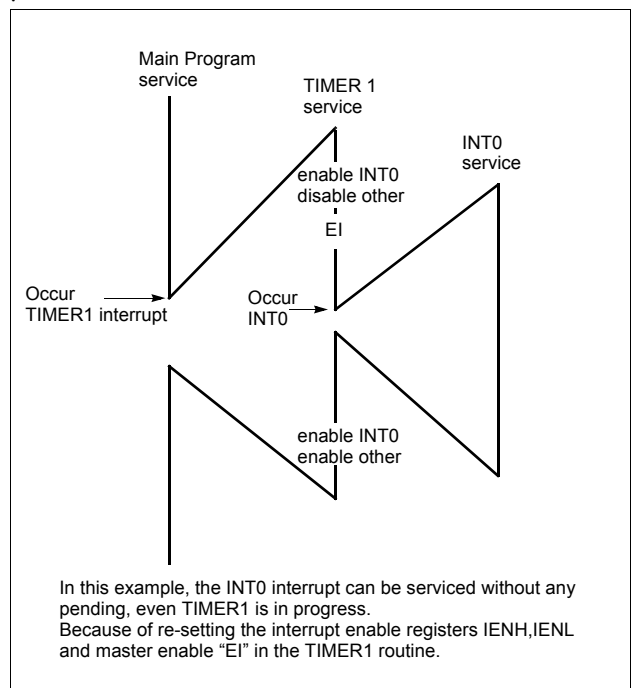 Main Program
service
TIMER 1
service
INT0
service
enable INT0
disable other
EI
Occur
TIMER1 interrupt
Occur
INT0
enable INT0
enable other
In this example, the INT0 interrupt can be serviced without any
pending, even TIMER1 is in progress.
Because of re-setting the interrupt enable registers IENH,IENL
and master enable “EI” in the TIMER1 routine.